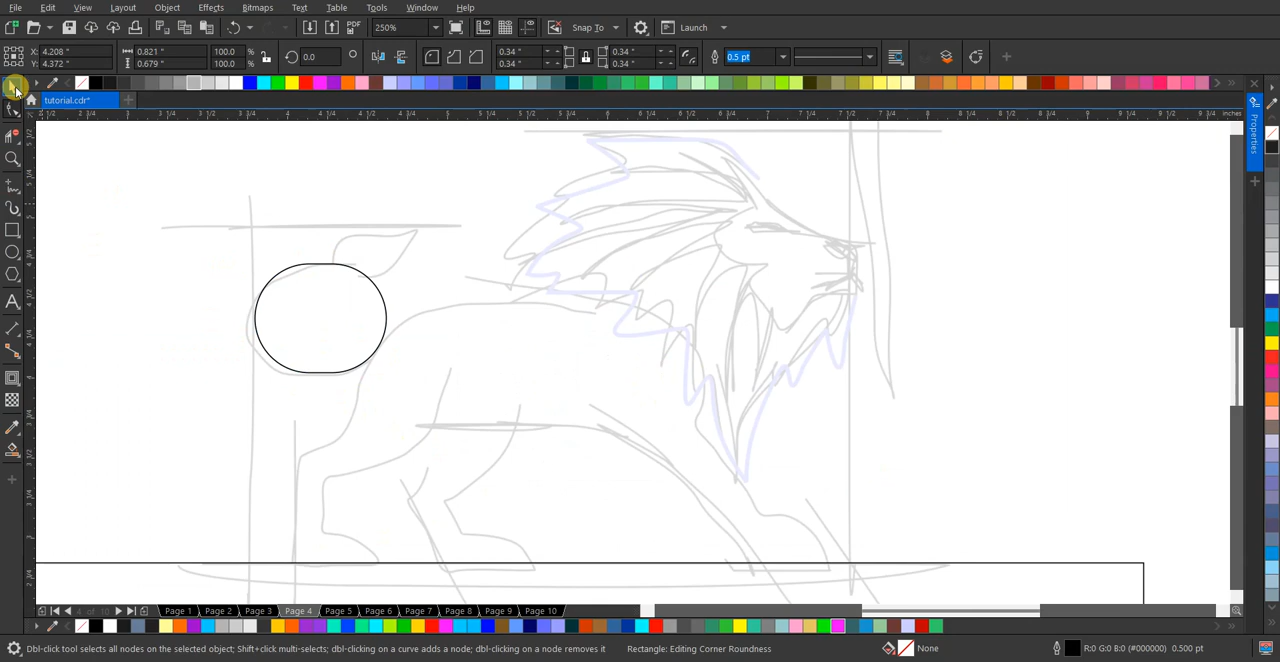 File Edit View Layout Object Effects Bitmaps Text Table Tools Window Help
PDF 250% Snap To Launch
X: 4.208 " 0.821 " 100.0 % 0.0 0.34 " 0.34 " 0.5 pt
Y: 4.372 " 0.679 " 100.0 % 0.34 " 0.34 "
tutorial.cdr*
Properties
inches
4 of 10 Page 1 Page 2 Page 3 Page 4 Page 5 Page 6 Page 7 Page 8 Page 9 Page 10
Dbl-click tool selects all nodes on the selected object; Shift+click multi-selects; dbl-clicking on a curve adds a node; dbl-clicking on a node removes it Rectangle: Editing Corner Roundness None R:0 G:0 B:0 (#000000) 0.500 pt